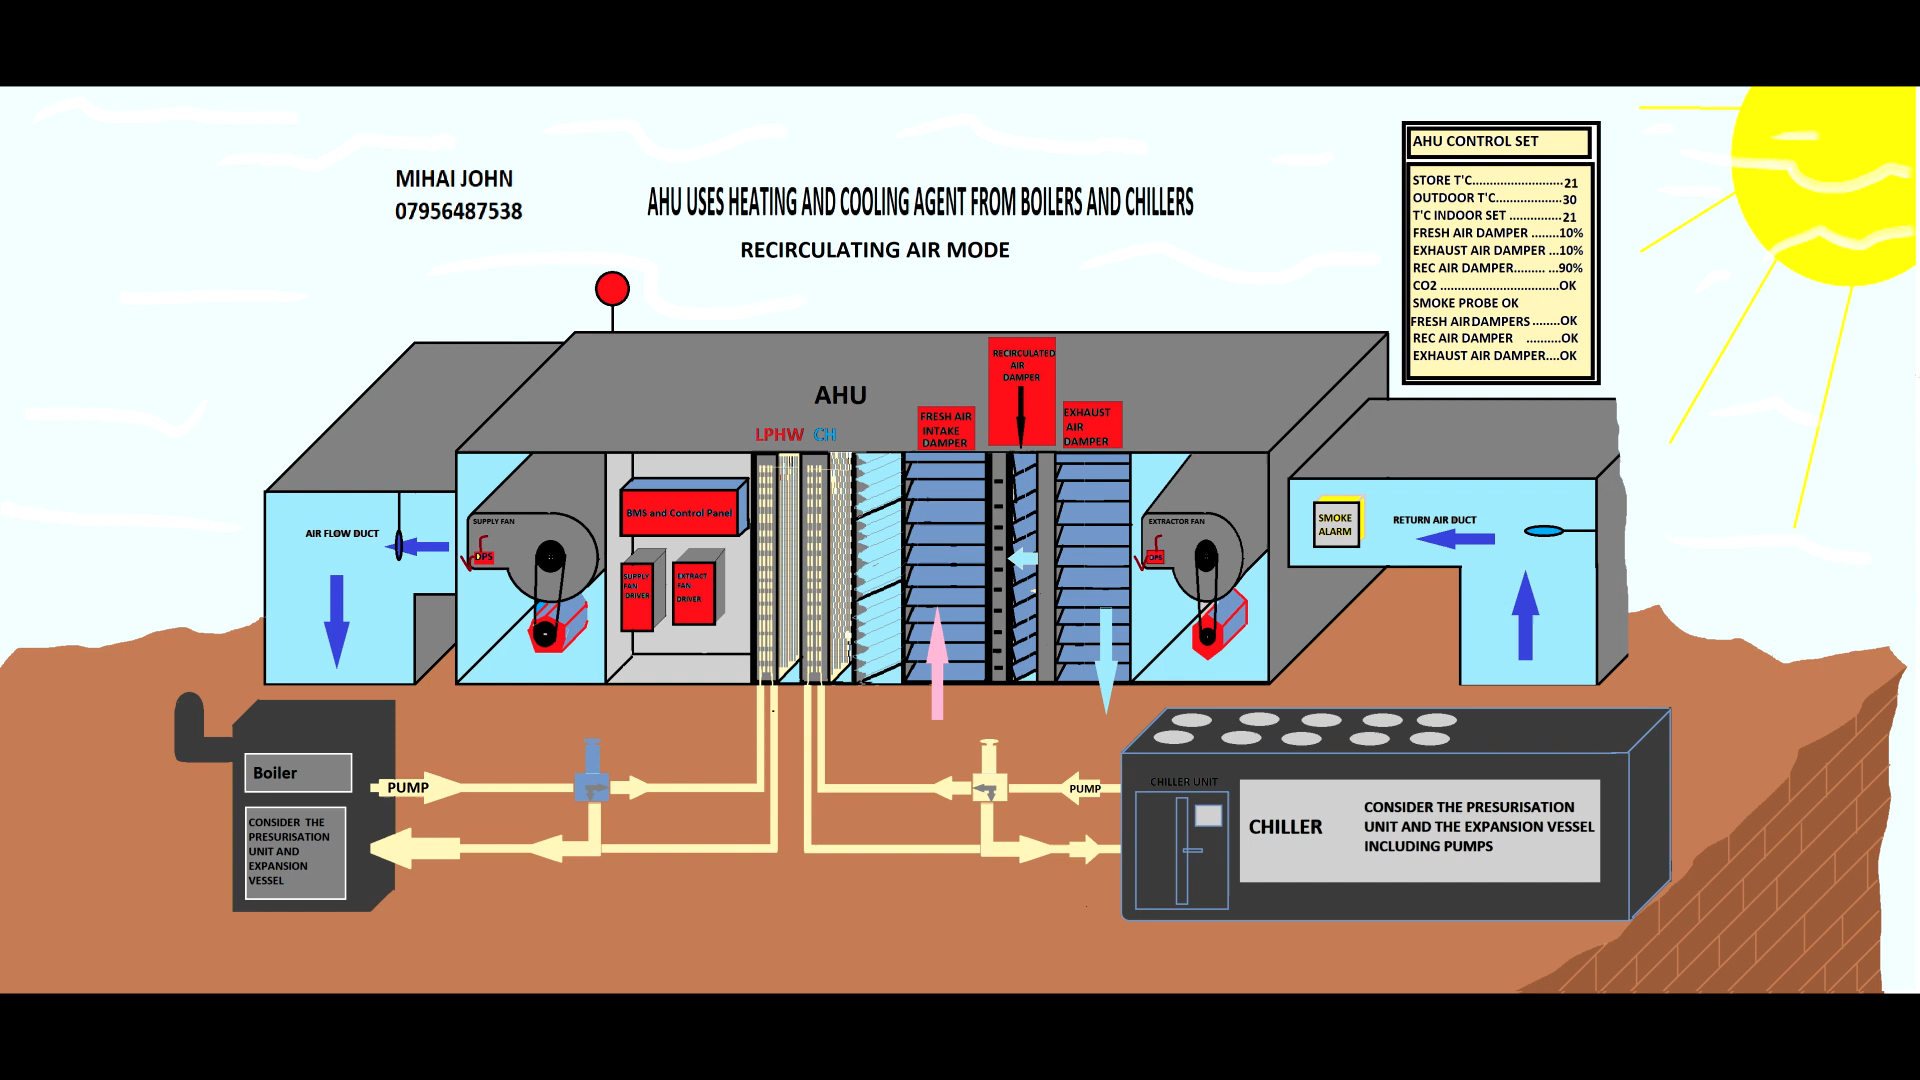 MIHAI JOHN
07956487538
AHU USES HEATING AND COOLING AGENT FROM BOILERS AND CHILLERS
RECIRCULATING AIR MODE
AHU CONTROL SET
STORE T'C..........................21
OUTDOOR T'C...................30
T'C INDOOR SET ...............21
FRESH AIR DAMPER ........10%
EXHAUST AIR DAMPER ...10%
REC AIR DAMPER......... ...90%
CO2 .................................OK
SMOKE PROBE OK
FRESH AIR DAMPERS ........OK
REC AIR DAMPER ..........OK
EXHAUST AIR DAMPER....OK
AHU
LPHW CH
RECIRCULATED
AIR
DAMPER
FRESH AIR
INTAKE
DAMPER
EXHAUST
AIR
DAMPER
AIR FLOW DUCT
SUPPLY FAN
DPS
BMS and Control Panel
SUPPLY
FAN
DRIVER
EXTRACT
FAN
DRIVER
EXTRACTOR FAN
DPS
SMOKE
ALARM
RETURN AIR DUCT
Boiler
CONSIDER THE
PRESURISATION
UNIT AND
EXPANSION
VESSEL
PUMP
PUMP
CHILLER UNIT
CHILLER
CONSIDER THE PRESURISATION
UNIT AND THE EXPANSION VESSEL
INCLUDING PUMPS